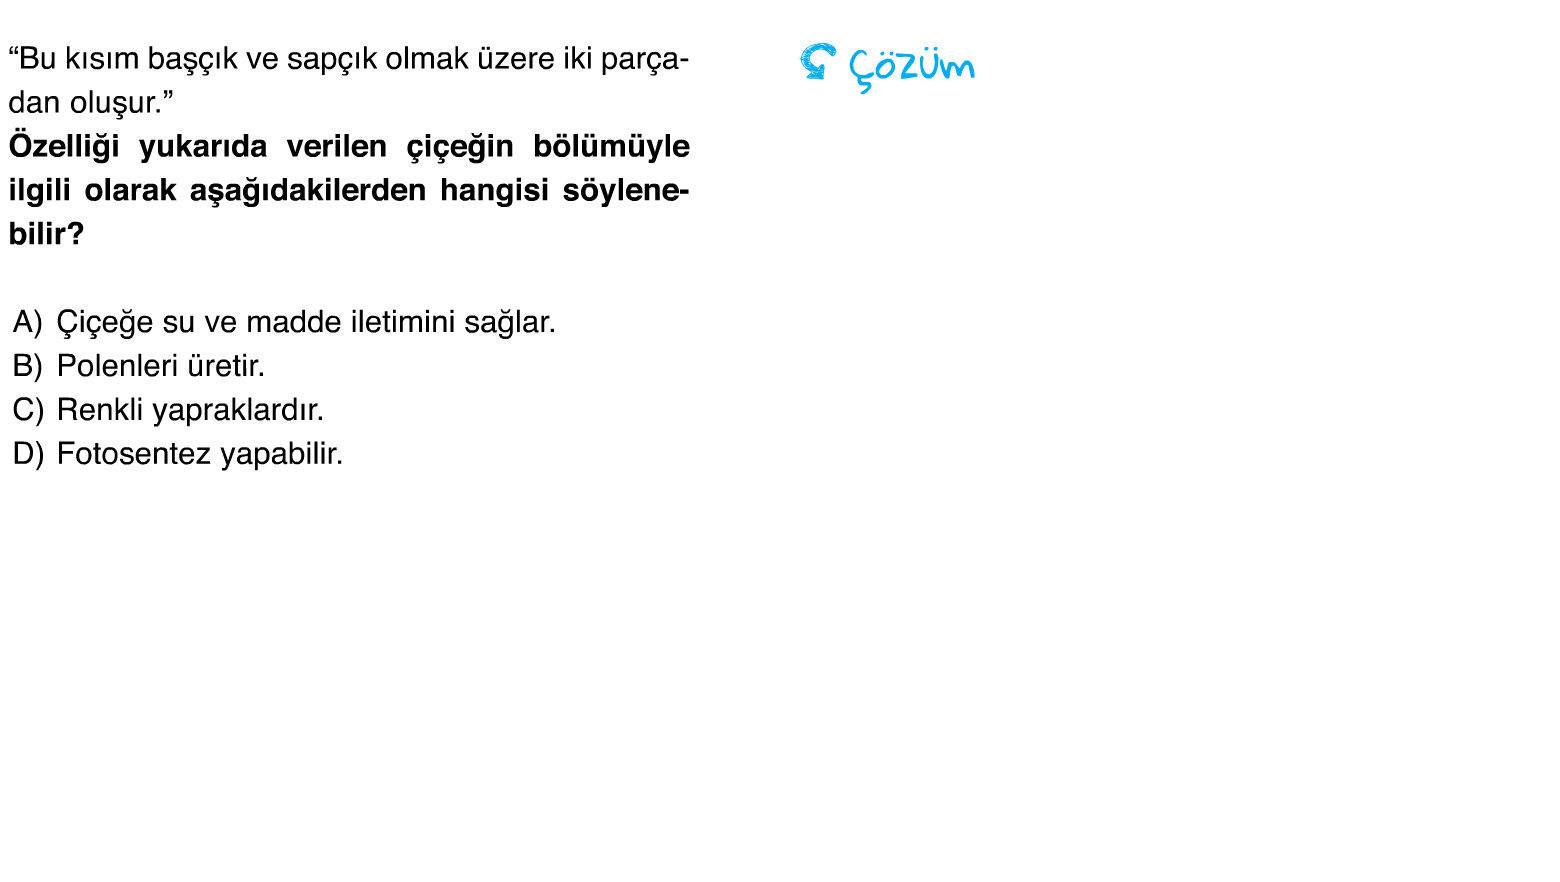 “Bu kısım başçık ve sapçık olmak üzere iki parça-
dan oluşur.”
Özelliği yukarıda verilen çiçeğin bölümüyle
ilgili olarak aşağıdakilerden hangisi söylene-
bilir?
A) Çiçeğe su ve madde iletimini sağlar.
B) Polenleri üretir.
C) Renkli yapraklardır.
D) Fotosentez yapabilir.
Çözüm